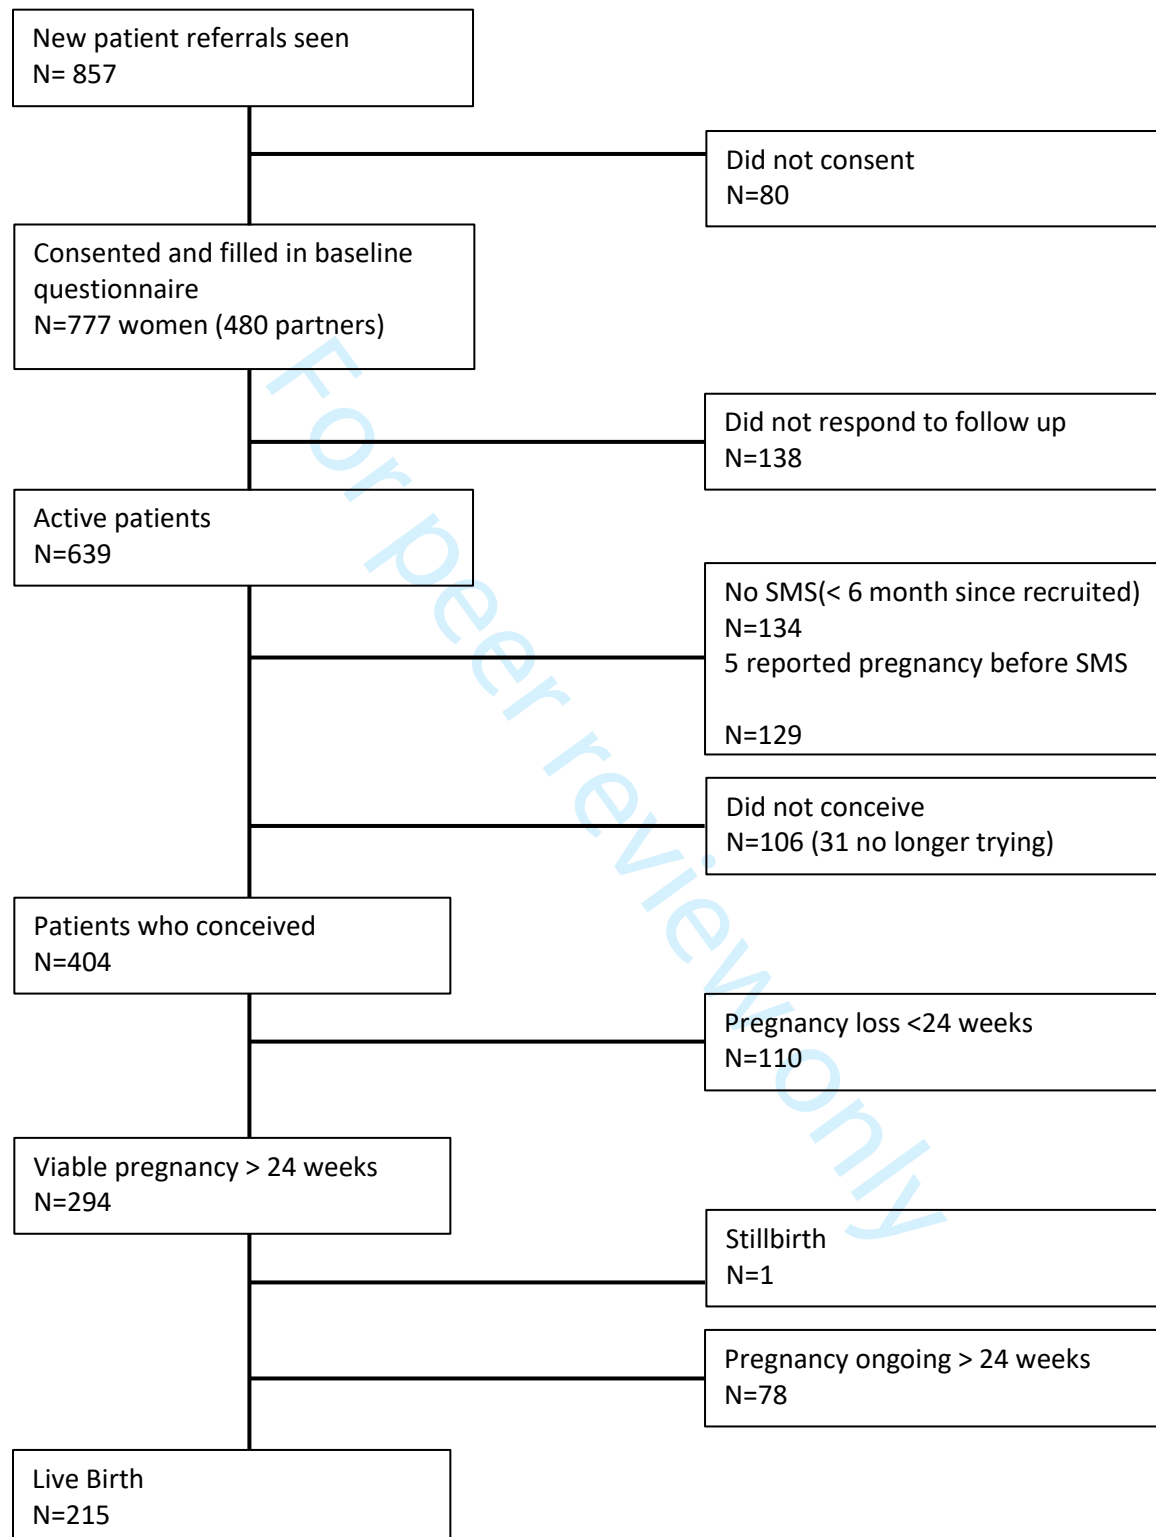 New patient referrals seen
N= 857
Did not consent
N=80
Consented and filled in baseline
questionnaire
N=777 women (480 partners)
Did not respond to follow up
N=138
Active patients
N=639
No SMS(< 6 month since recruited)
N=134
5 reported pregnancy before SMS
N=129
Did not conceive
N=106 (31 no longer trying)
Patients who conceived
N=404
Pregnancy loss <24 weeks
N=110
Viable pregnancy > 24 weeks
N=294
Stillbirth
N=1
Pregnancy ongoing > 24 weeks
N=78
Live Birth
N=215
For peer review only